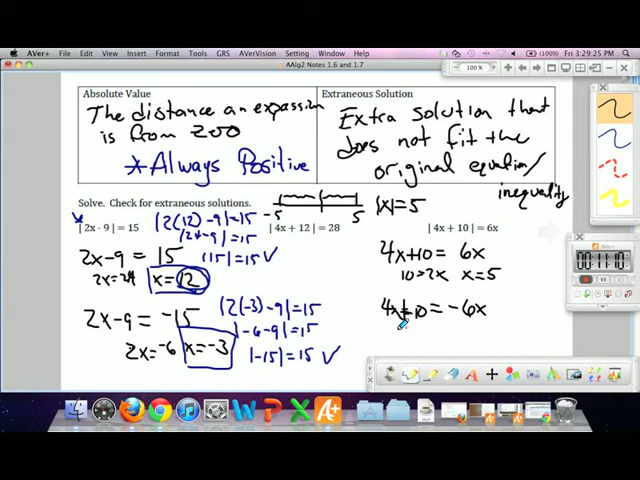 AVer+ File Edit View Insert Tools GRS AVerVision Setting Window Help (100%) Fri 3:29:25 PM
AAlg2 Notes 1.6 and 1.7
100 %
Absolute Value
The distance an expression
is from zero
*Always Positive
Extraneous Solution
Extra solution that
does not fit the
original equation/
inequality
Solve. Check for extraneous solutions.
-5 5
|x|=5
|2x - 9| = 15
|2(12)-9|=15
|24-9|=15
|15|=15 ✓
2x-9 = 15
2x=24 x=12
2x-9 = -15
2x=-6 x=-3
|2(-3)-9|=15
|-6-9|=15
|-15|=15 ✓
|4x + 12| = 28
|4x + 10| = 6x
4x+10 = 6x
10=2x x=5
4x+10=-6x